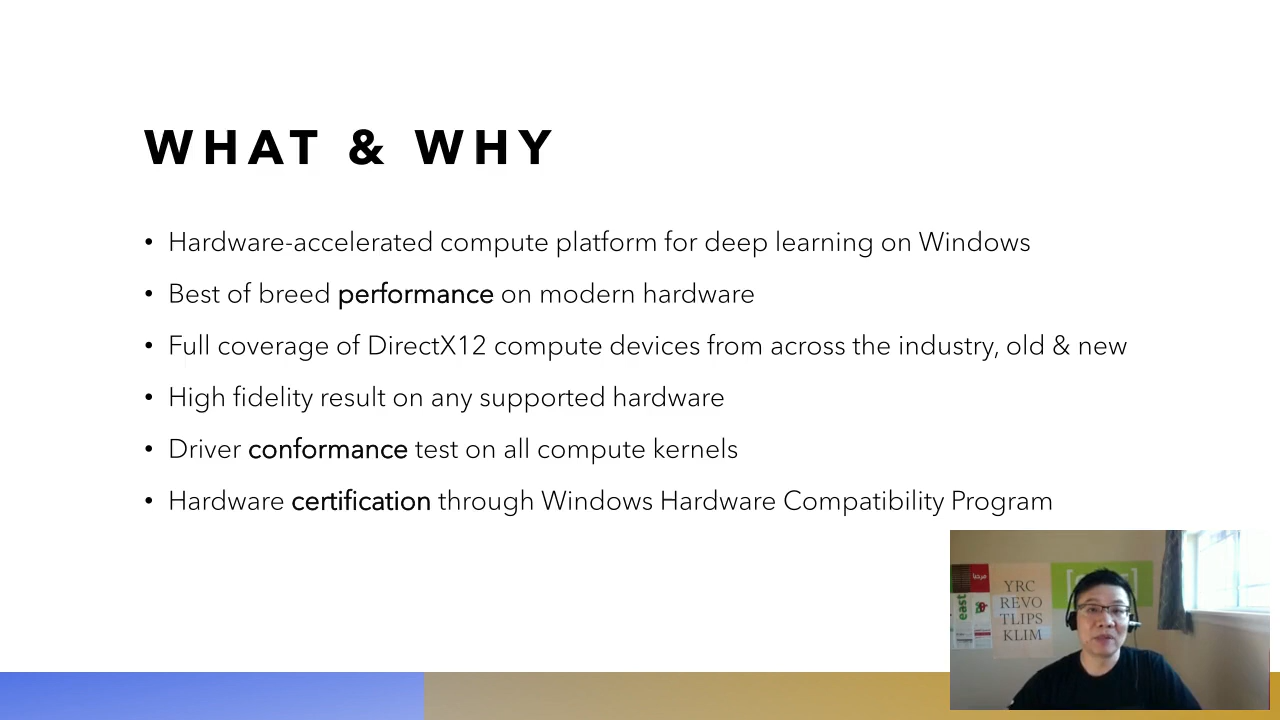 WHAT & WHY
• Hardware-accelerated compute platform for deep learning on Windows
• Best of breed performance on modern hardware
• Full coverage of DirectX12 compute devices from across the industry, old & new
• High fidelity result on any supported hardware
• Driver conformance test on all compute kernels
• Hardware certification through Windows Hardware Compatibility Program
مرحبا
east
YRC
REVO
TLIPS
KLIM